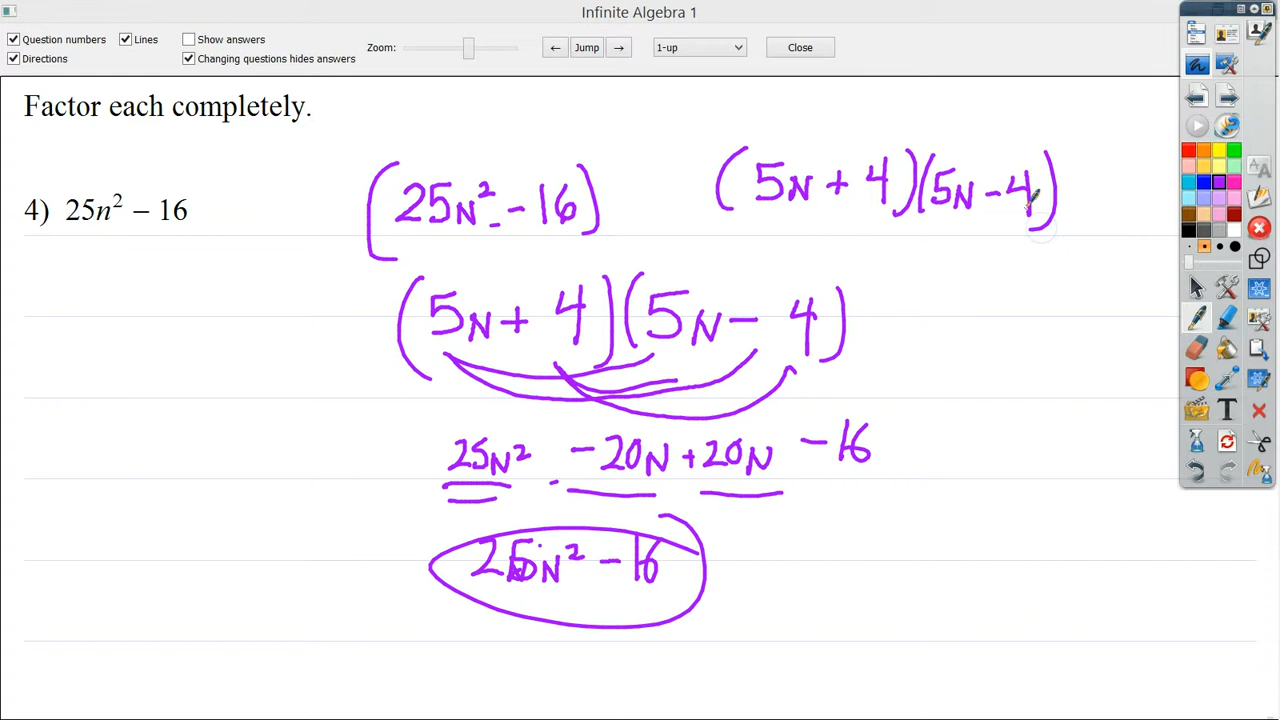 Infinite Algebra 1
Question numbers Lines Show answers Zoom: ← Jump → 1-up Close
Directions Changing questions hides answers
Factor each completely.
4) 25n² − 16
(25N² − 16)
(5N + 4)(5N − 4)
(5N + 4)(5N − 4)
25N² − 20N + 20N − 16
25N² − 16